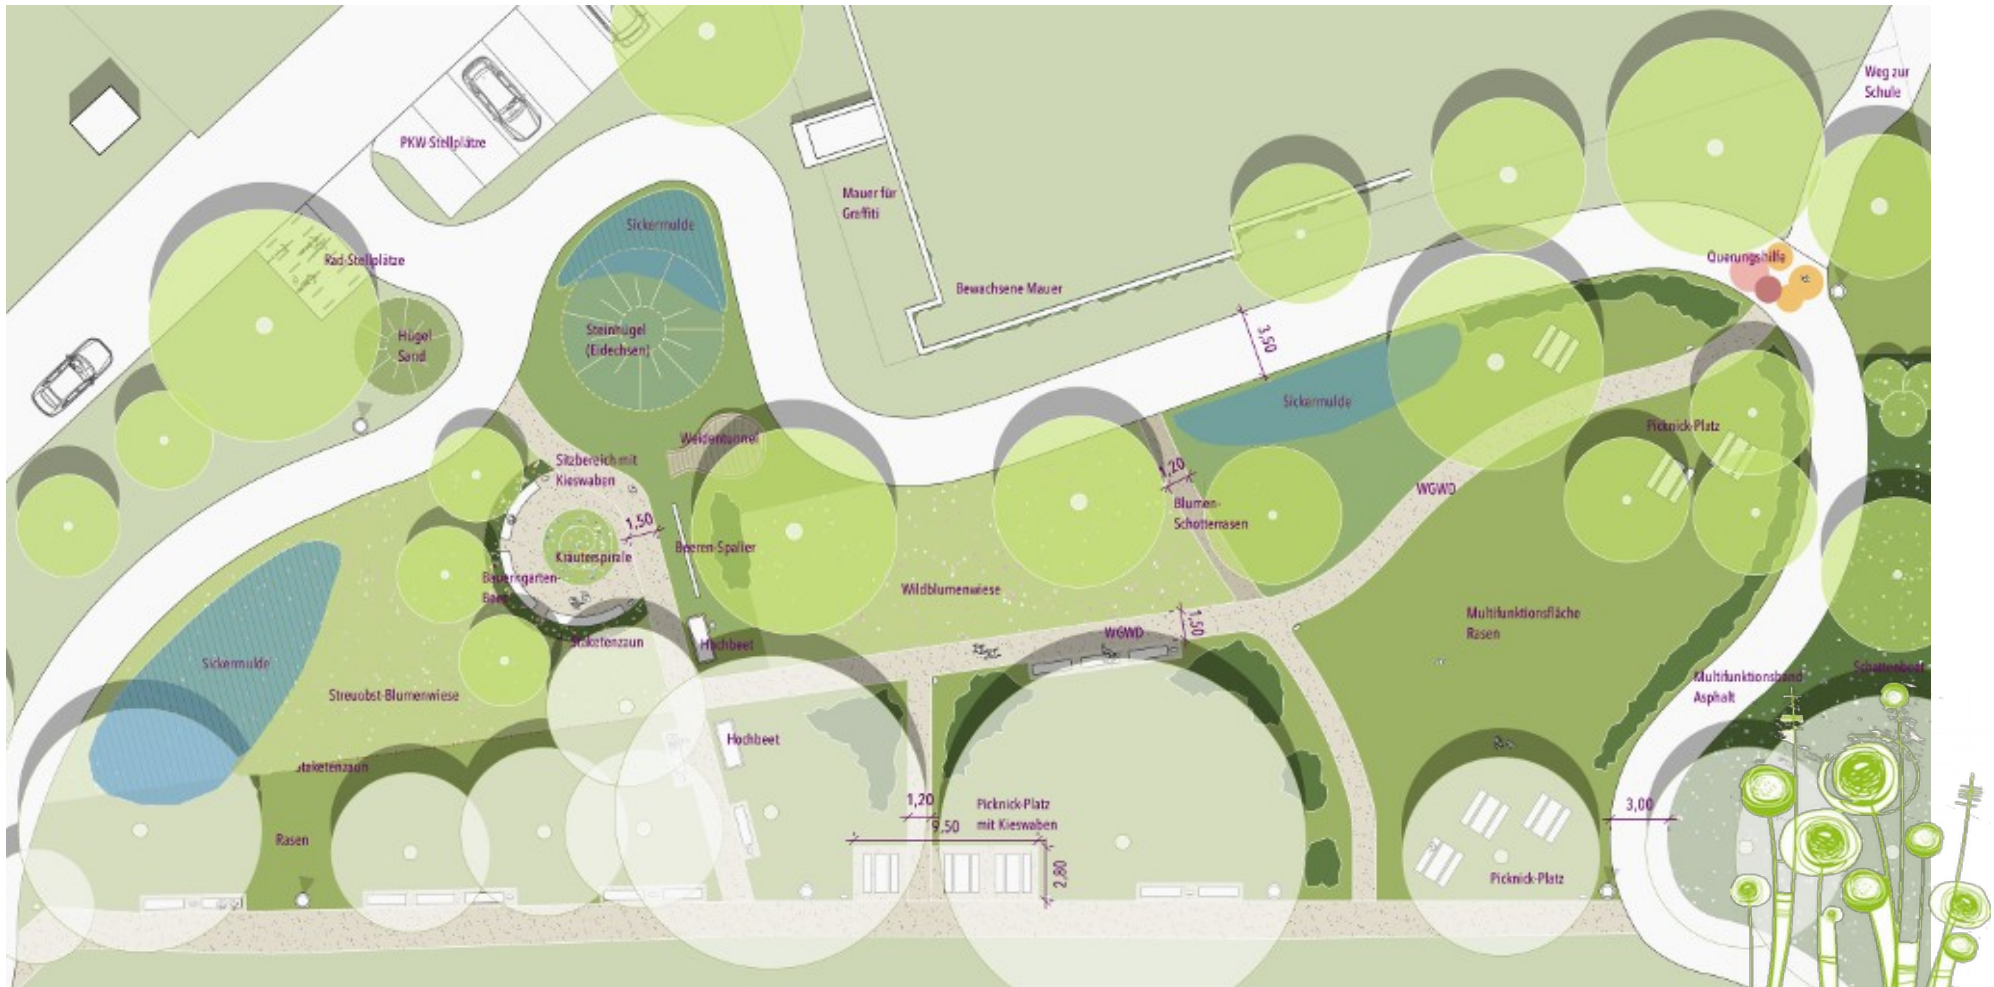 Weg zur
Schule
PKW-Stellplätze
Mauer für
Graffiti
Sickermulde
Rad-Stellplätze
Querungshilfe
Bewachsene Mauer
Hügel
Sand
Steinhügel
(Eidechsen)
3,50
Sickermulde
Weidentunnel
Picknick-Platz
Sitzbereich mit
Kieswaben
1,20
WGWD
Blumen-
Schotterrasen
1,50
Beeren-Spalier
Kräuterspirale
Bauerngarten-
Wildblumenwiese
Multifunktionsfläche
Rasen
1,50
WGWD
Staketenzaun
Hochbeet
Sickermulde
Streuobst-Blumenwiese
Multifunktionsband
Asphalt
Schattenbeet
Hochbeet
Staketenzaun
1,20
9,50
Picknick-Platz
mit Kieswaben
3,00
Rasen
2,80
Picknick-Platz